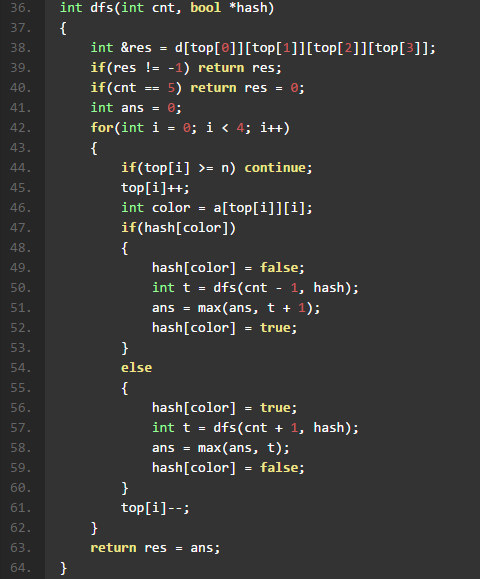 36. int dfs(int cnt, bool *hash)
37. {
38. int &res = d[top[0]][top[1]][top[2]][top[3]];
39. if(res != -1) return res;
40. if(cnt == 5) return res = 0;
41. int ans = 0;
42. for(int i = 0; i < 4; i++)
43. {
44. if(top[i] >= n) continue;
45. top[i]++;
46. int color = a[top[i]][i];
47. if(hash[color])
48. {
49. hash[color] = false;
50. int t = dfs(cnt - 1, hash);
51. ans = max(ans, t + 1);
52. hash[color] = true;
53. }
54. else
55. {
56. hash[color] = true;
57. int t = dfs(cnt + 1, hash);
58. ans = max(ans, t);
59. hash[color] = false;
60. }
61. top[i]--;
62. }
63. return res = ans;
64. }